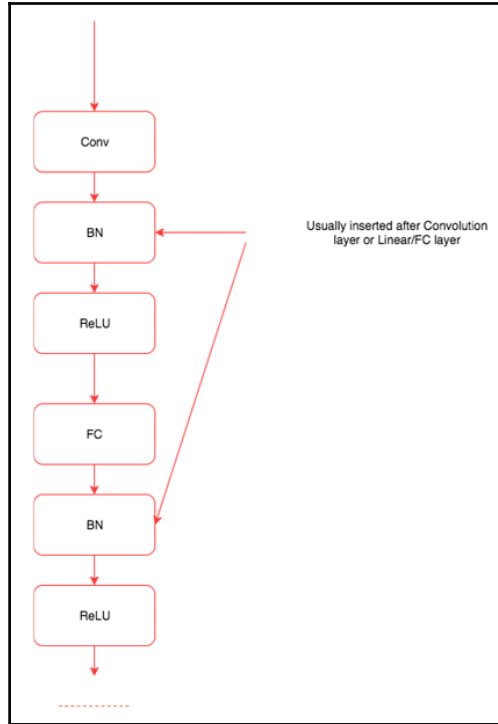 Conv
BN
Usually inserted after Convolution
layer or Linear/FC layer
ReLU
FC
BN
ReLU